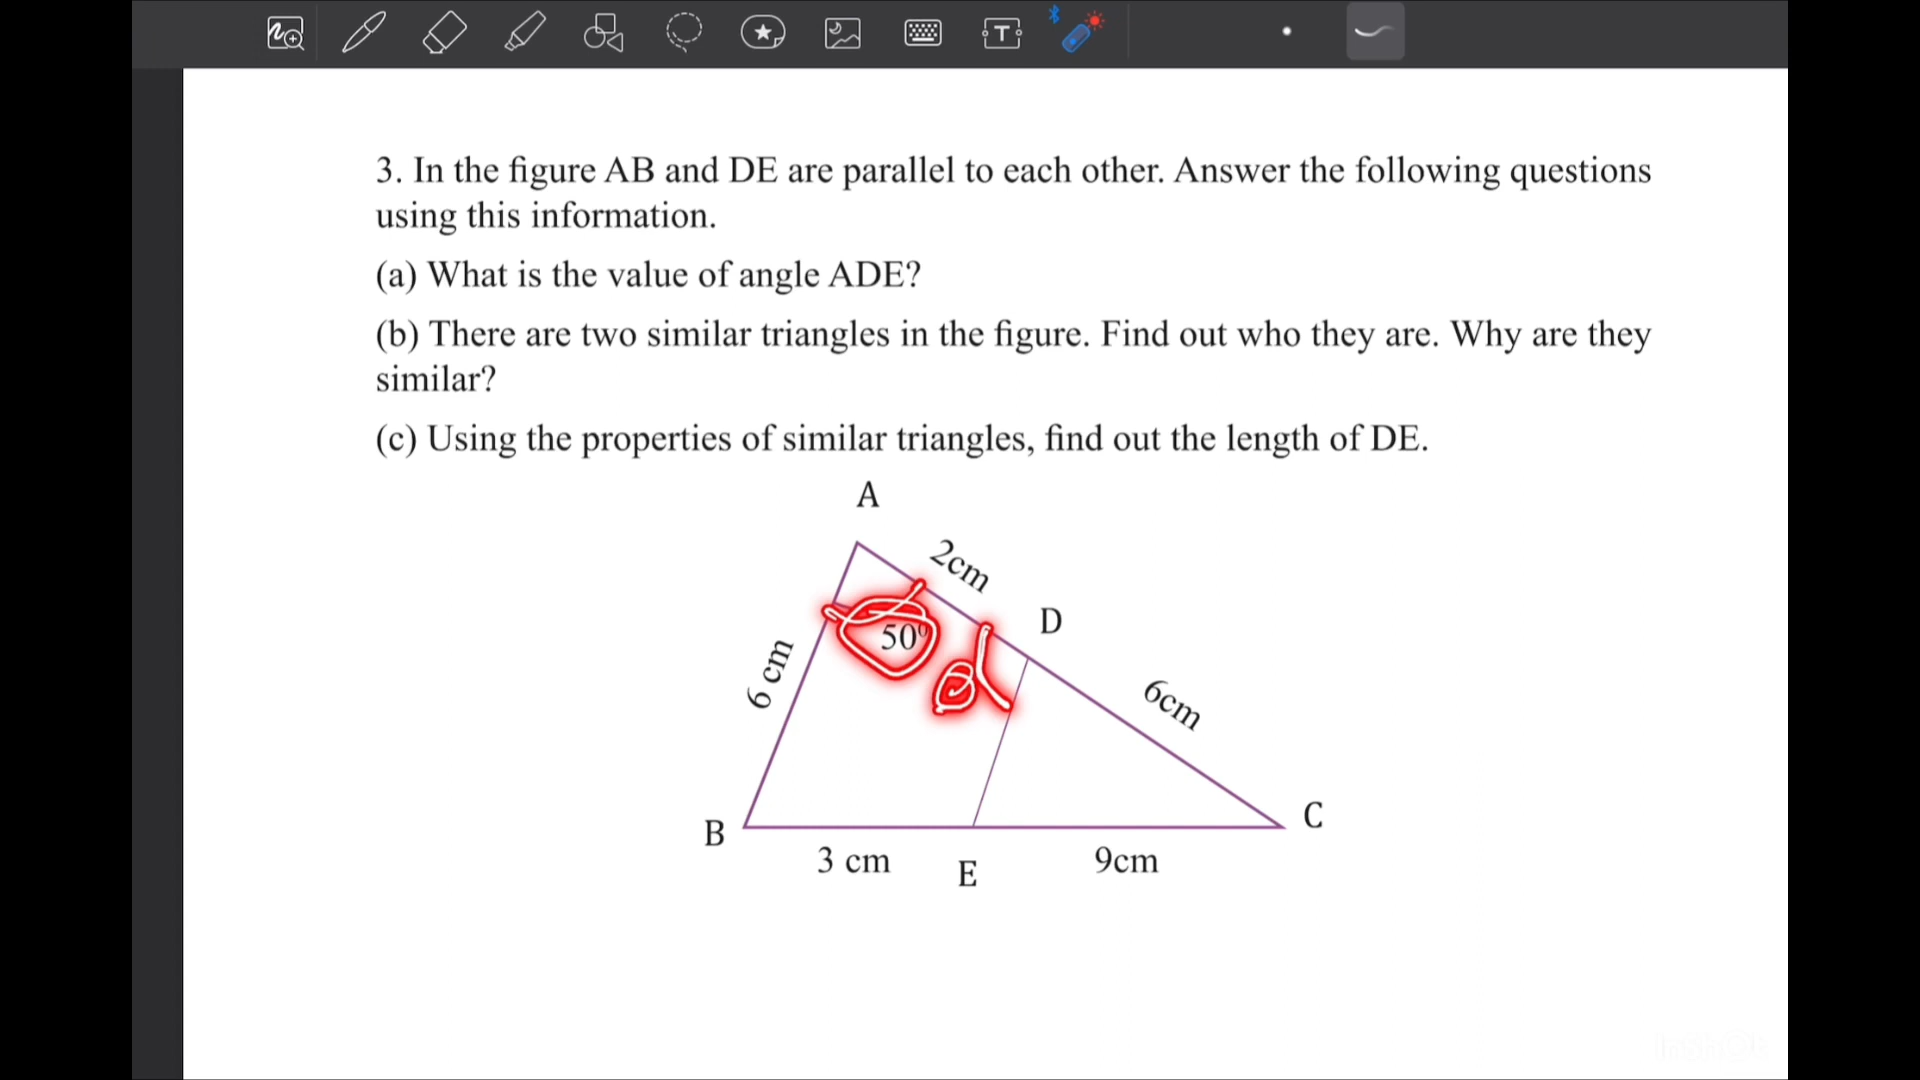 3. In the figure AB and DE are parallel to each other. Answer the following questions
using this information.
(a) What is the value of angle ADE?
(b) There are two similar triangles in the figure. Find out who they are. Why are they
similar?
(c) Using the properties of similar triangles, find out the length of DE.
A
2cm
D
50⁰
6 cm
6cm
B
C
3 cm
E
9cm